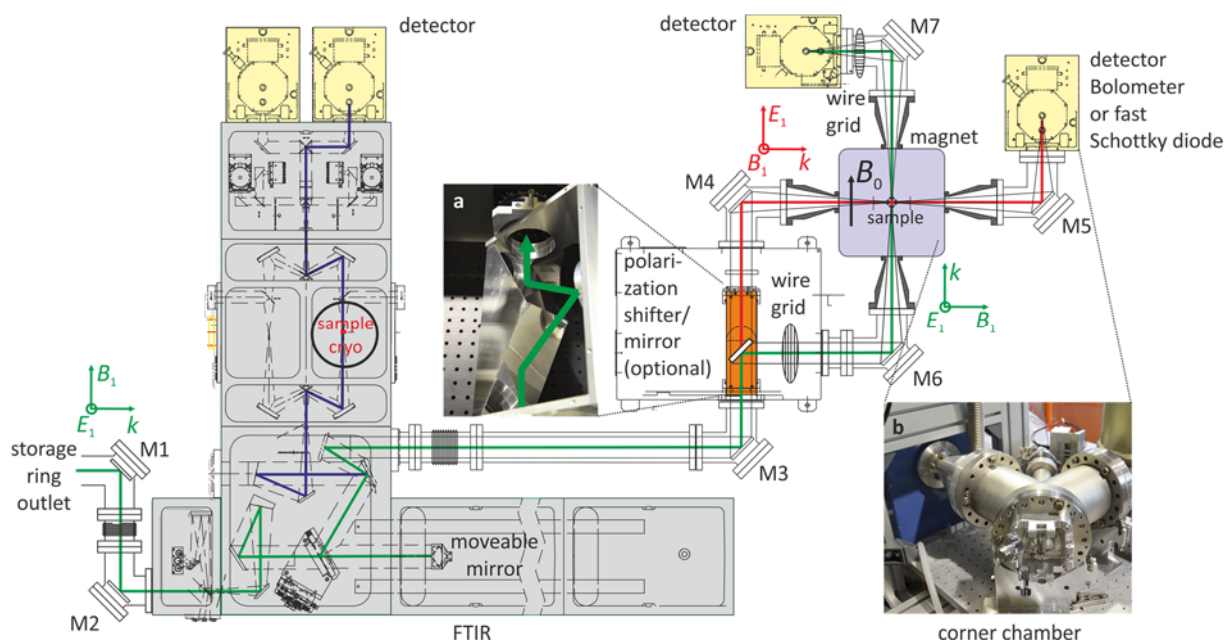 detector
detector
M7
detector
Bolometer
or fast
Schottky diode
wire
grid
magnet
E1
B1
k
M4
B0
sample
M5
a
polari-
zation
shifter/
mirror
(optional)
wire
grid
k
E1
B1
M6
sample
cryo
B1
E1
k
M1
storage
ring
outlet
M3
b
moveable
mirror
M2
FTIR
corner chamber